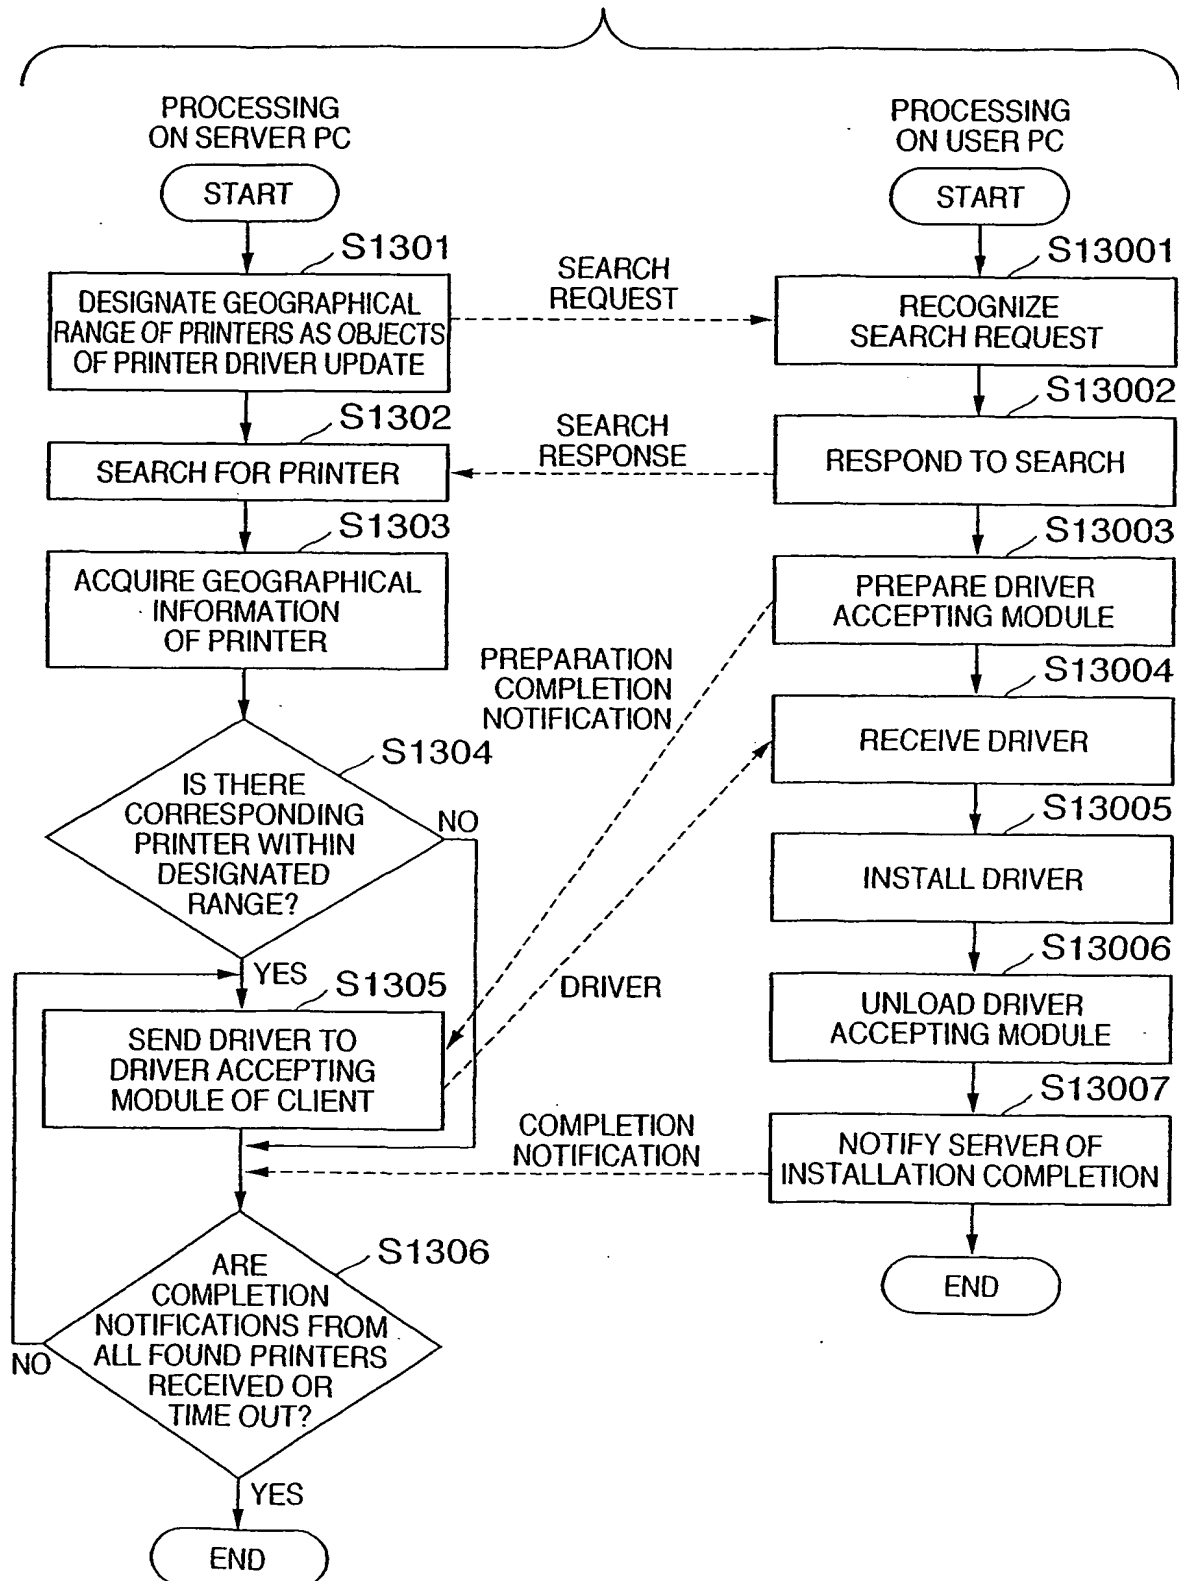 PROCESSING
ON SERVER PC
START
S1301
DESIGNATE GEOGRAPHICAL
RANGE OF PRINTERS AS OBJECTS
OF PRINTER DRIVER UPDATE
S1302
SEARCH FOR PRINTER
S1303
ACQUIRE GEOGRAPHICAL
INFORMATION
OF PRINTER
S1304
IS THERE
CORRESPONDING
PRINTER WITHIN
DESIGNATED
RANGE?
NO
YES
S1305
SEND DRIVER TO
DRIVER ACCEPTING
MODULE OF CLIENT
S1306
ARE
COMPLETION
NOTIFICATIONS FROM
ALL FOUND PRINTERS
RECEIVED OR
TIME OUT?
NO
YES
END
SEARCH
REQUEST
SEARCH
RESPONSE
PREPARATION
COMPLETION
NOTIFICATION
DRIVER
COMPLETION
NOTIFICATION
PROCESSING
ON USER PC
START
S13001
RECOGNIZE
SEARCH REQUEST
S13002
RESPOND TO SEARCH
S13003
PREPARE DRIVER
ACCEPTING MODULE
S13004
RECEIVE DRIVER
S13005
INSTALL DRIVER
S13006
UNLOAD DRIVER
ACCEPTING MODULE
S13007
NOTIFY SERVER OF
INSTALLATION COMPLETION
END